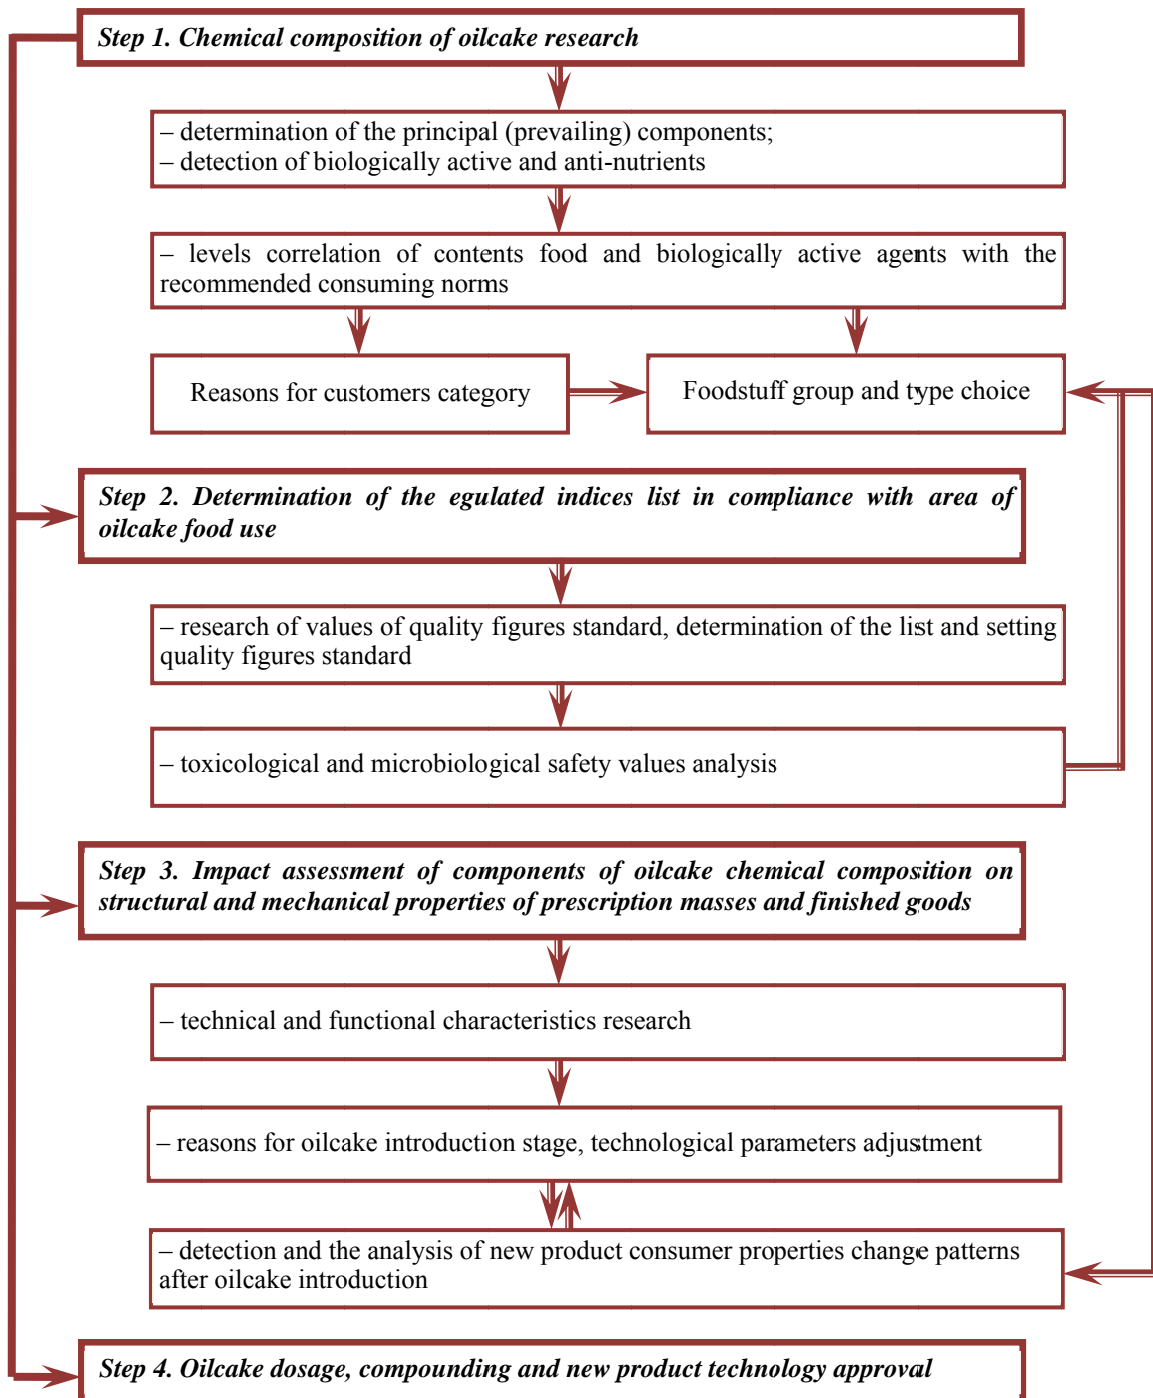 Step 1. Chemical composition of oilcake research
– determination of the principal (prevailing) components;
– detection of biologically active and anti-nutrients
– levels correlation of contents food and biologically active agents with the
recommended consuming norms
Reasons for customers category
Foodstuff group and type choice
Step 2. Determination of the egulated indices list in compliance with area of
oilcake food use
– research of values of quality figures standard, determination of the list and setting
quality figures standard
– toxicological and microbiological safety values analysis
Step 3. Impact assessment of components of oilcake chemical composition on
structural and mechanical properties of prescription masses and finished goods
– technical and functional characteristics research
– reasons for oilcake introduction stage, technological parameters adjustment
– detection and the analysis of new product consumer properties change patterns
after oilcake introduction
Step 4. Oilcake dosage, compounding and new product technology approval